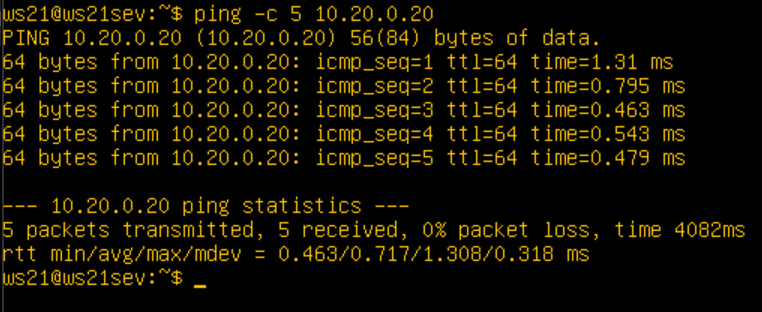 ws21@ws21sev:~$ ping -c 5 10.20.0.20
PING 10.20.0.20 (10.20.0.20) 56(84) bytes of data.
64 bytes from 10.20.0.20: icmp_seq=1 ttl=64 time=1.31 ms
64 bytes from 10.20.0.20: icmp_seq=2 ttl=64 time=0.795 ms
64 bytes from 10.20.0.20: icmp_seq=3 ttl=64 time=0.463 ms
64 bytes from 10.20.0.20: icmp_seq=4 ttl=64 time=0.543 ms
64 bytes from 10.20.0.20: icmp_seq=5 ttl=64 time=0.479 ms

--- 10.20.0.20 ping statistics ---
5 packets transmitted, 5 received, 0% packet loss, time 4082ms
rtt min/avg/max/mdev = 0.463/0.717/1.308/0.318 ms
ws21@ws21sev:~$ _